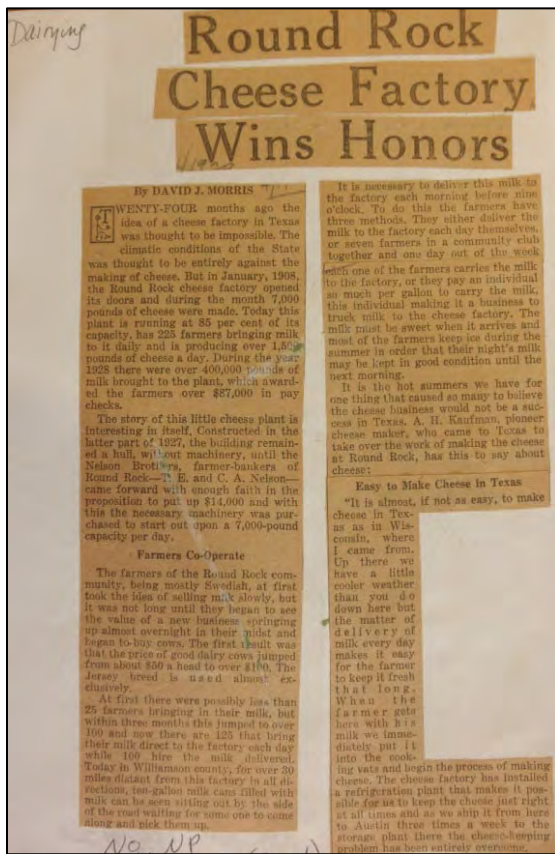 Dairying
Round Rock
Cheese Factory
Wins Honors
By DAVID J. MORRIS
TWENTY-FOUR months ago the
idea of a cheese factory in Texas
was thought to be impossible. The
climatic conditions of the State
was thought to be entirely against the
making of cheese. But in January, 1908,
the Round Rock cheese factory opened
its doors and during the month 7,000
pounds of cheese were made. Today this
plant is running at 85 per cent of its
capacity, has 225 farmers bringing milk
to it daily and is producing over
pounds of cheese a day. During the year
1928 there were over 400,000 pounds of
milk brought to the plant, which award-
ed the farmers over $87,000 in pay
checks.
The story of this little cheese plant is
interesting in itself. Constructed in the
latter part of 1927, the building remain-
ed a hull, without machinery, until the
Nelson Brothers, farmer-bankers of
Round Rock—T. E. and C. A. Nelson—
came forward with enough faith in the
proposition to put up $14,000 and with
this the necessary machinery was pur-
chased to start out upon a 7,000-pound
capacity per day.
Farmers Co-Operate
The farmers of the Round Rock com-
munity, being mostly Swedish, at first
took the idea of selling milk slowly, but
it was not long until they began to see
the value of a new business springing
up almost overnight in their midst and
began to buy cows. The first result was
that the price of good dairy cows jumped
from about $50 a head to over $100. The
Jersey breed is used almost ex-
clusively.
At first there were possibly less than
25 farmers bringing in their milk, but
within three months this jumped to over
100 and now there are 125 that bring
their milk direct to the factory each day
while 100 hire the milk delivered.
Today in Williamson county, for over 20
miles distant from the factory in all di-
rections, ten-gallon milk cans filled with
milk can be seen sitting out by the side
of the road waiting for some one to come
along and pick them up.
No NP
It is necessary to deliver this milk to
the factory each morning before nine
o'clock. To do this the farmers have
three methods. They either deliver the
milk to the factory each day themselves,
or seven farmers in a community club
together and one day out of the week
each one of the farmers carries the milk
to the factory, or they pay an individual
so much per gallon to carry the milk,
this individual making it a business to
truck milk to the cheese factory. The
milk must be sweet when it arrives and
most of the farmers keep ice during the
summer in order that their night's milk
may be kept in good condition until the
next morning.
It is the hot summers we have for
one thing that caused so many to believe
the cheese business would not be a suc-
cess in Texas. A. H. Kaufman, pioneer
cheese maker, who came to Texas to
take over the work of making the cheese
at Round Rock, has this to say about
cheese:
Easy to Make Cheese in Texas
"It is almost, if not as easy, to make
cheese in Tex-
as as in Wis-
consin, where
I came from.
Up there we
have a little
cooler weather
than you do
down here but
the matter of
delivery of
milk every day
makes it easy
for the farmer
to keep it fresh
that long.
When the
farmer gets
here with his
milk we imme-
diately put it
into the cook-
ing vats and begin the process of making
cheese. The cheese factory has installed
a refrigeration plant that makes it pos-
sible for us to keep the cheese just right
at all times and as we ship it from here
to Austin three times a week to the
storage plant there the cheese-keeping
problem has been entirely overcome.